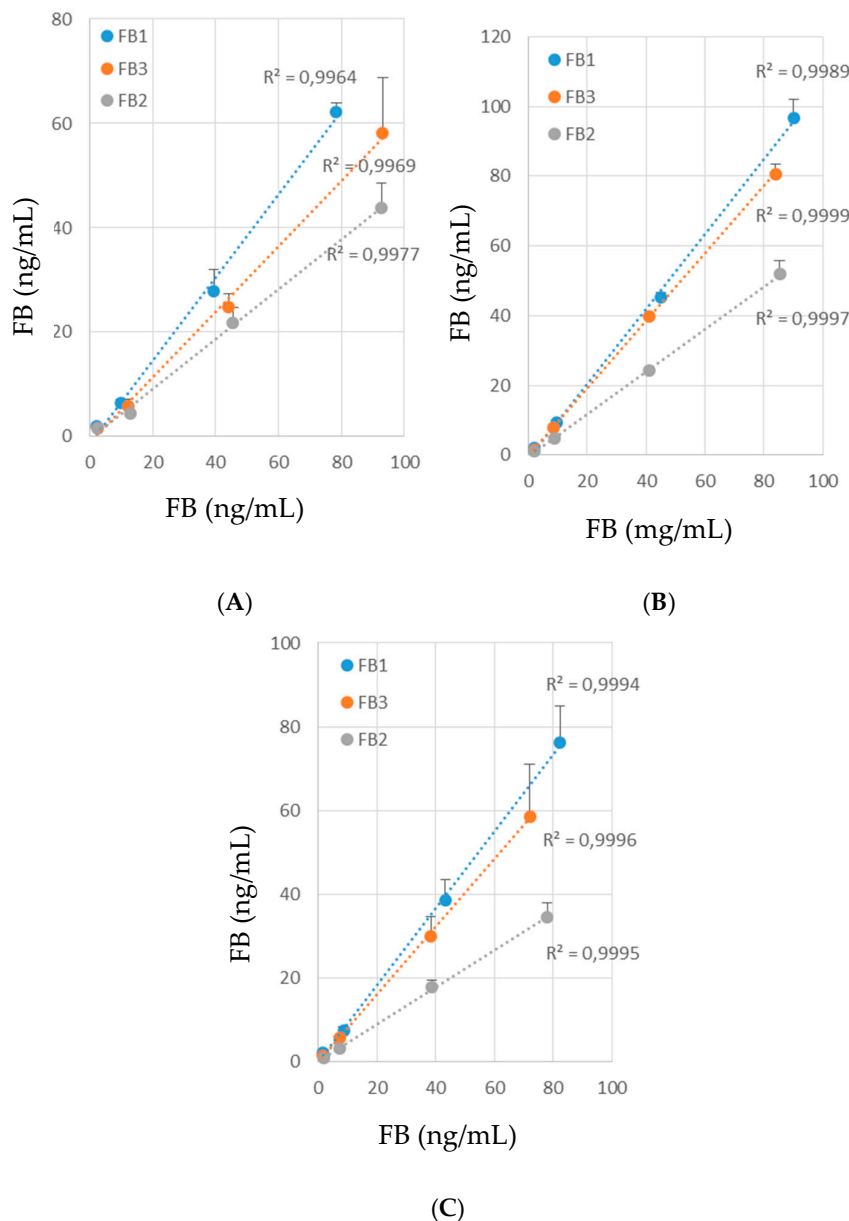 80
60
40
20
0
FB (ng/mL)
FB1
FB3
FB2
R² = 0,9964
R² = 0,9969
R² = 0,9977
0 20 40 60 80 100
FB (ng/mL)
(A)
120
100
80
60
40
20
0
FB (ng/mL)
FB1
FB3
FB2
R² = 0,9989
R² = 0,9999
R² = 0,9997
0 20 40 60 80 100
FB (mg/mL)
(B)
100
80
60
40
20
0
FB (ng/mL)
FB1
FB3
FB2
R² = 0,9994
R² = 0,9996
R² = 0,9995
0 20 40 60 80 100
FB (ng/mL)
(C)